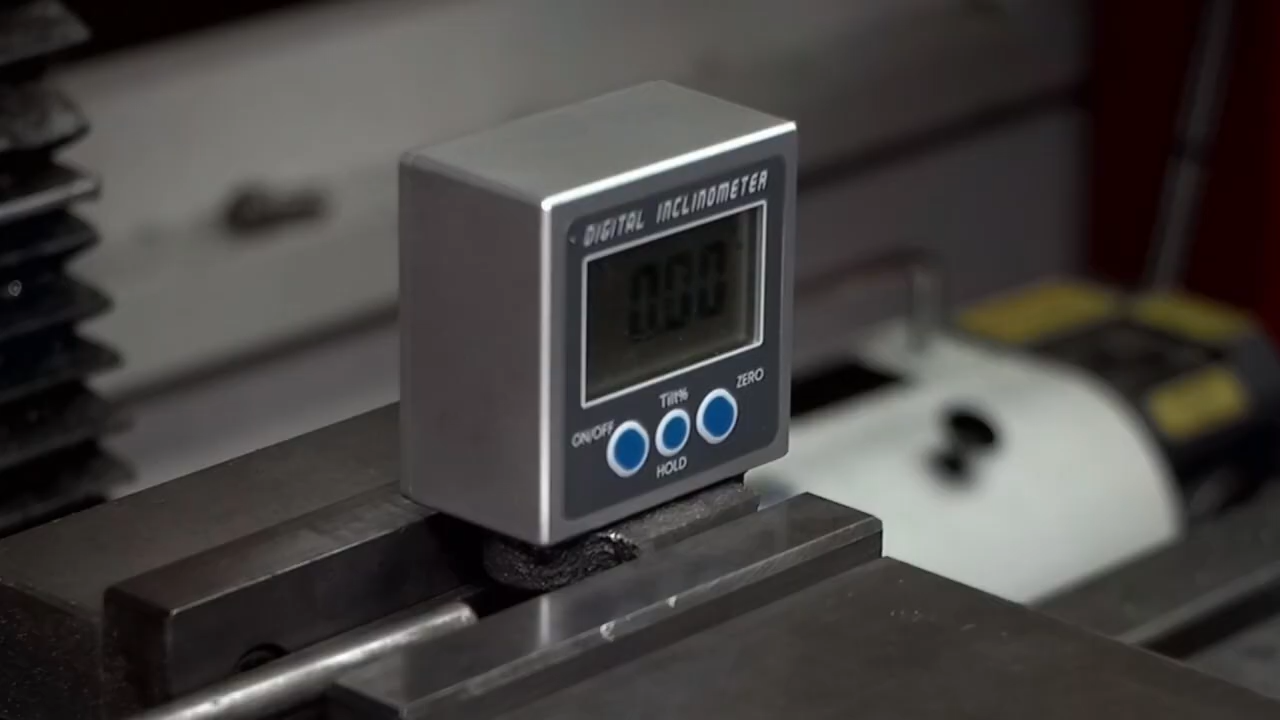 DIGITAL INCLINOMETER
0.00
ZERO
Tilt%
ON/OFF
HOLD